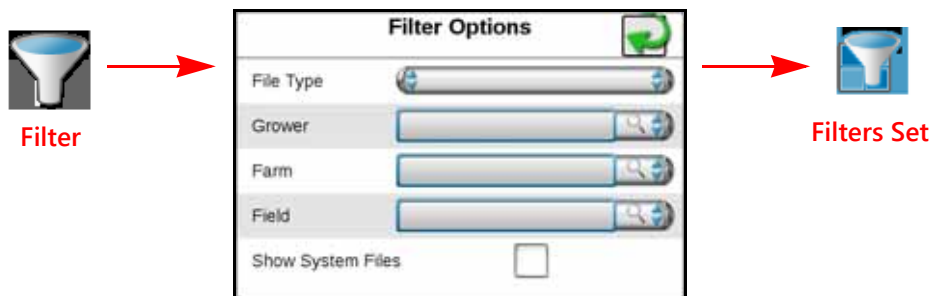 Filter Options
File Type
Grower
Filter
Filters Set
Farm
Field
Show System Files